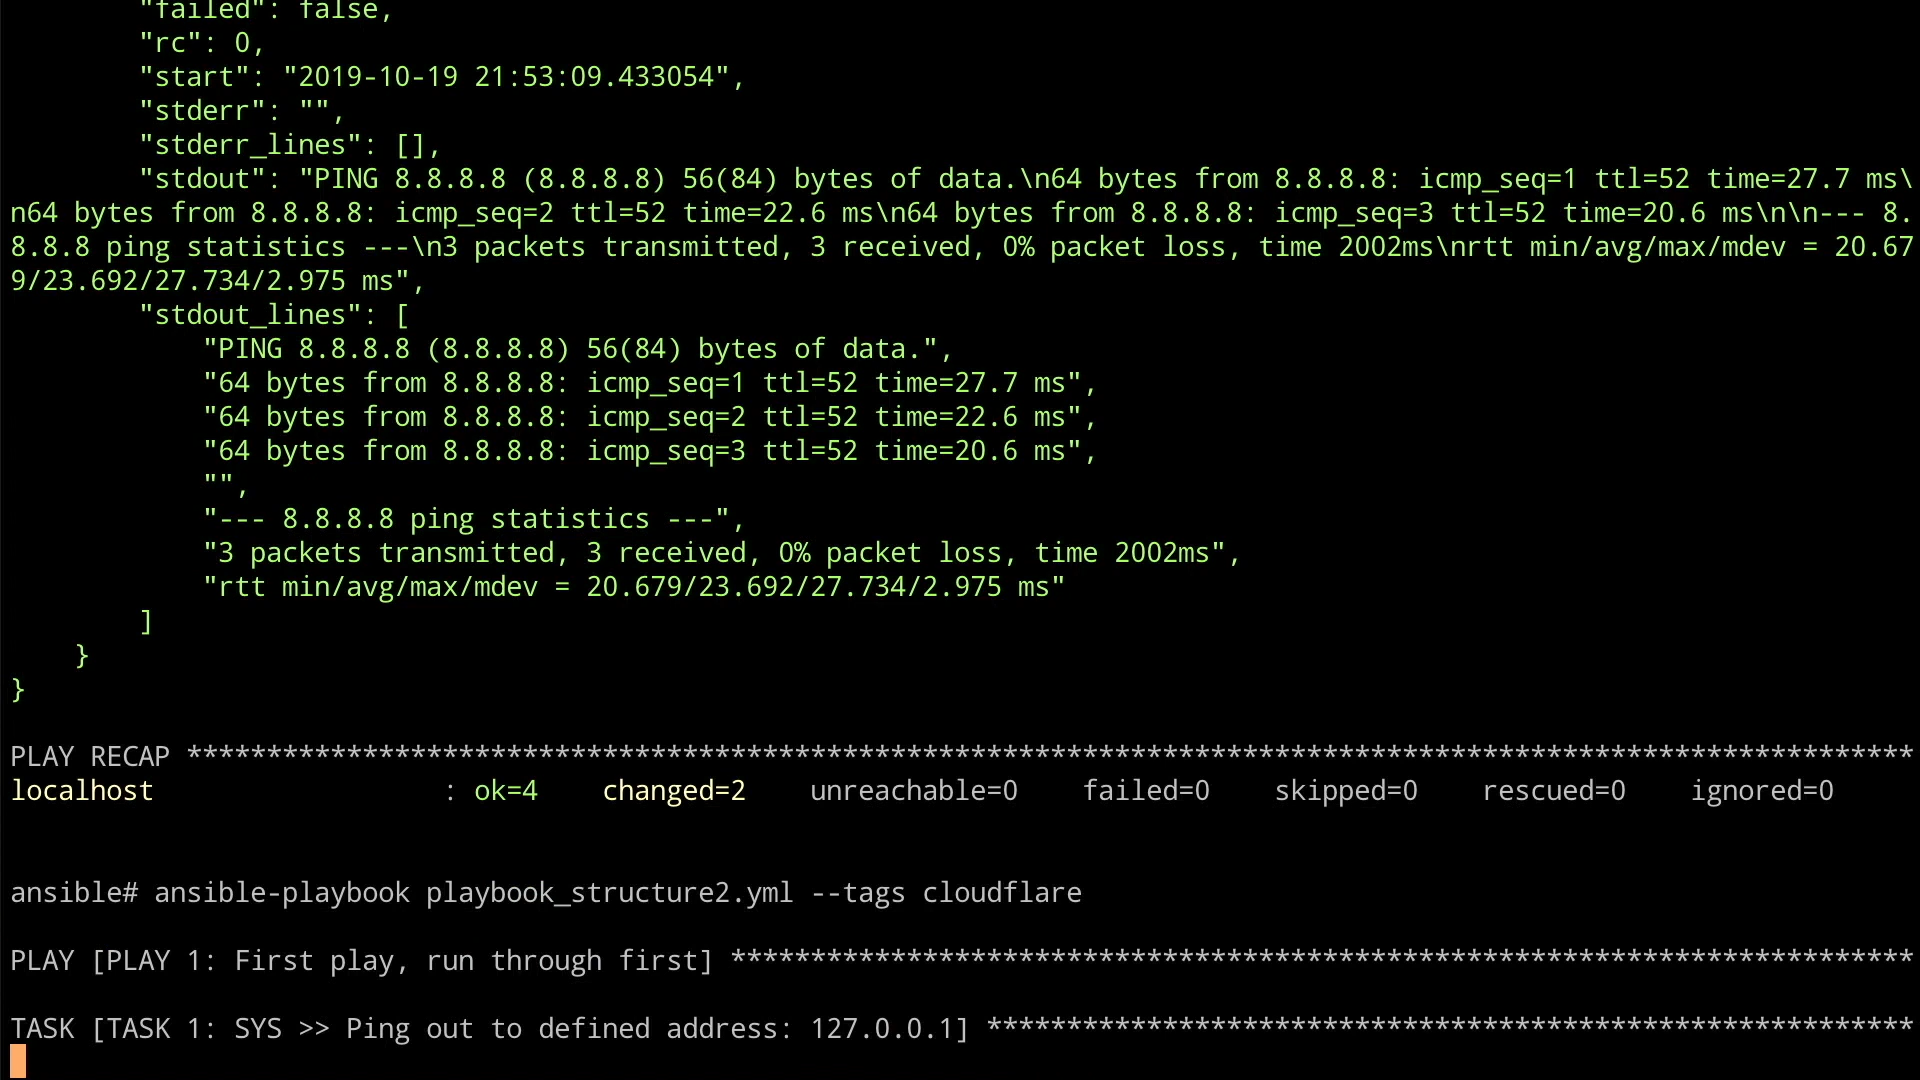 "failed": false,
"rc": 0,
"start": "2019-10-19 21:53:09.433054",
"stderr": "",
"stderr_lines": [],
"stdout": "PING 8.8.8.8 (8.8.8.8) 56(84) bytes of data.\n64 bytes from 8.8.8.8: icmp_seq=1 ttl=52 time=27.7 ms\
n64 bytes from 8.8.8.8: icmp_seq=2 ttl=52 time=22.6 ms\n64 bytes from 8.8.8.8: icmp_seq=3 ttl=52 time=20.6 ms\n\n--- 8.
8.8.8 ping statistics ---\n3 packets transmitted, 3 received, 0% packet loss, time 2002ms\nrtt min/avg/max/mdev = 20.67
9/23.692/27.734/2.975 ms",
"stdout_lines": [
"PING 8.8.8.8 (8.8.8.8) 56(84) bytes of data.",
"64 bytes from 8.8.8.8: icmp_seq=1 ttl=52 time=27.7 ms",
"64 bytes from 8.8.8.8: icmp_seq=2 ttl=52 time=22.6 ms",
"64 bytes from 8.8.8.8: icmp_seq=3 ttl=52 time=20.6 ms",
"",
"--- 8.8.8.8 ping statistics ---",
"3 packets transmitted, 3 received, 0% packet loss, time 2002ms",
"rtt min/avg/max/mdev = 20.679/23.692/27.734/2.975 ms"
]
}
}
PLAY RECAP ************************************************************************************************************
localhost : ok=4 changed=2 unreachable=0 failed=0 skipped=0 rescued=0 ignored=0
ansible# ansible-playbook playbook_structure2.yml --tags cloudflare
PLAY [PLAY 1: First play, run through first] **************************************************************************
TASK [TASK 1: SYS >> Ping out to defined address: 127.0.0.1] **********************************************************